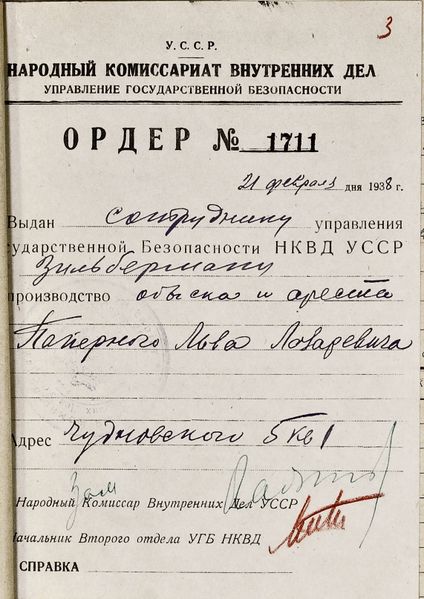 3
У.С.С.Р.
НАРОДНЫЙ КОМИССАРИАТ ВНУТРЕННИХ ДЕЛ
УПРАВЛЕНИЕ ГОСУДАРСТВЕННОЙ БЕЗОПАСНОСТИ
ОРДЕР № 1711
21 февраля дня 1938 г.
Выдан сотруднику управления
сударственной Безопасности НКВД УССР
Зильберману
производство обыска и ареста
Паперного Льва
Адрес Чудновского 5 кв 1
Зам
Народный Комиссар Внутренних Дел УССР
Начальник Второго отдела УГБ НКВД
СПРАВКА